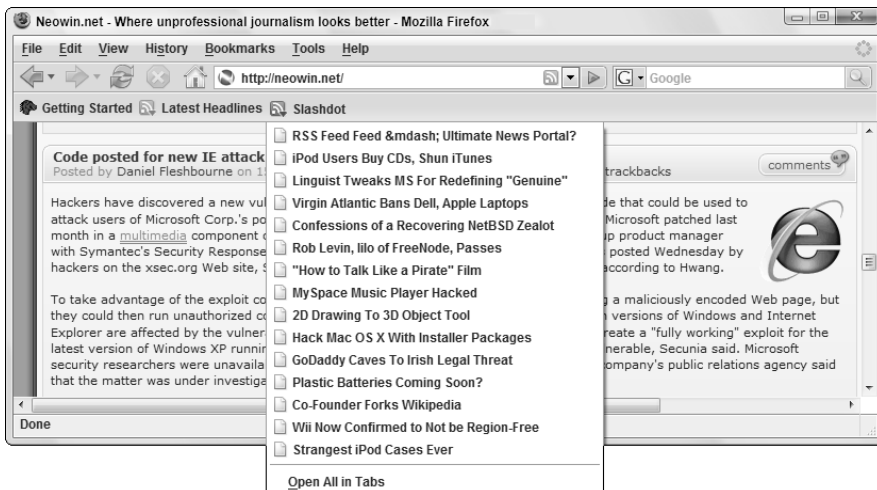 Neowin.net - Where unprofessional journalism looks better - Mozilla Firefox
File Edit View History Bookmarks Tools Help
http://neowin.net/ G Google
Getting Started Latest Headlines Slashdot
RSS Feed Feed &mdash; Ultimate News Portal?
iPod Users Buy CDs, Shun iTunes
Linguist Tweaks MS For Redefining "Genuine"
Virgin Atlantic Bans Dell, Apple Laptops
Confessions of a Recovering NetBSD Zealot
Rob Levin, lilo of FreeNode, Passes
"How to Talk Like a Pirate" Film
MySpace Music Player Hacked
2D Drawing To 3D Object Tool
Hack Mac OS X With Installer Packages
GoDaddy Caves To Irish Legal Threat
Plastic Batteries Coming Soon?
Co-Founder Forks Wikipedia
Wii Now Confirmed to Not be Region-Free
Strangest iPod Cases Ever
Open All in Tabs
Code posted for new IE attack
Posted by Daniel Fleshbourne on 15 trackbacks comments
Hackers have discovered a new vul de that could be used to
attack users of Microsoft Corp.'s po Microsoft patched last
month in a multimedia component up product manager
with Symantec's Security Response posted Wednesday by
hackers on the xsec.org Web site, according to Hwang.
To take advantage of the exploit co a maliciously encoded Web page, but
they could then run unauthorized co versions of Windows and Internet
Explorer are affected by the vulner reate a "fully working" exploit for the
latest version of Windows XP runnin nerable, Secunia said. Microsoft
security researchers were unavaila ompany's public relations agency said
that the matter was under investiga
Done